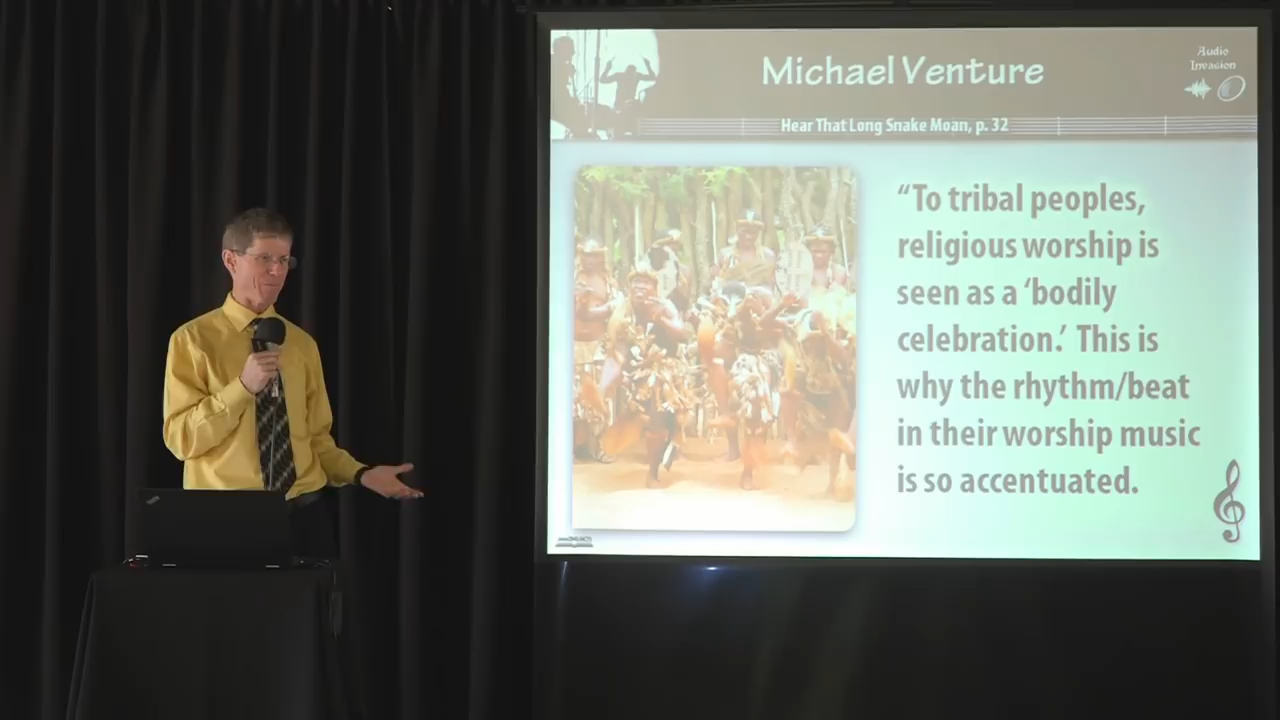 Michael Venture
Audio
Invasion
Hear That Long Snake Moan, p. 32
“To tribal peoples,
religious worship is
seen as a ‘bodily
celebration.’ This is
why the rhythm/beat
in their worship music
is so accentuated.